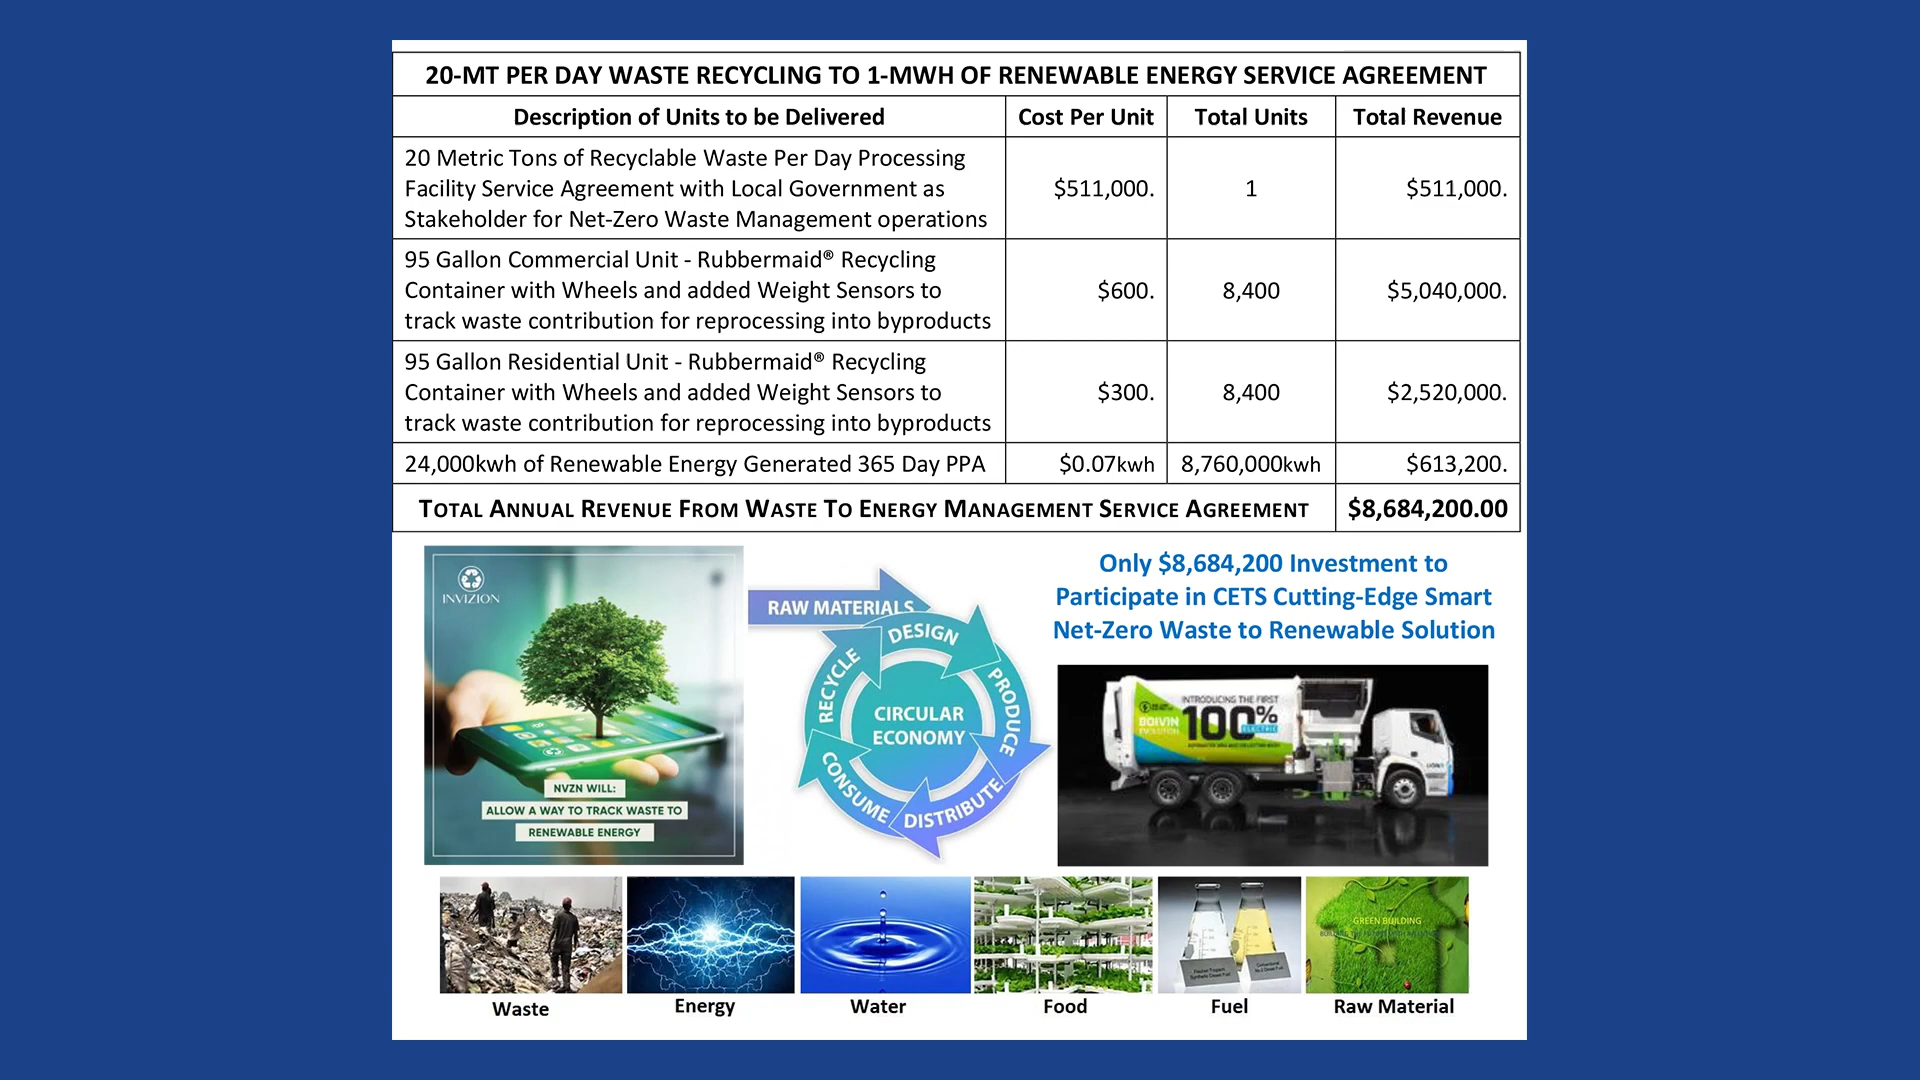 20-MT PER DAY WASTE RECYCLING TO 1-MWH OF RENEWABLE ENERGY SERVICE AGREEMENT
Description of Units to be Delivered Cost Per Unit Total Units Total Revenue
20 Metric Tons of Recyclable Waste Per Day Processing
Facility Service Agreement with Local Government as
Stakeholder for Net-Zero Waste Management operations
$511,000. 1 $511,000.
95 Gallon Commercial Unit - Rubbermaid® Recycling
Container with Wheels and added Weight Sensors to
track waste contribution for reprocessing into byproducts
$600. 8,400 $5,040,000.
95 Gallon Residential Unit - Rubbermaid® Recycling
Container with Wheels and added Weight Sensors to
track waste contribution for reprocessing into byproducts
$300. 8,400 $2,520,000.
24,000kwh of Renewable Energy Generated 365 Day PPA $0.07kwh 8,760,000kwh $613,200.
TOTAL ANNUAL REVENUE FROM WASTE TO ENERGY MANAGEMENT SERVICE AGREEMENT $8,684,200.00
INVIZION
NVZN WILL:
ALLOW A WAY TO TRACK WASTE TO
RENEWABLE ENERGY
RAW MATERIALS
DESIGN
PRODUCE
DISTRIBUTE
CONSUME
RECYCLE
CIRCULAR
ECONOMY
Only $8,684,200 Investment to
Participate in CETS Cutting-Edge Smart
Net-Zero Waste to Renewable Solution
INTRODUCING THE FIRST
100%
ELECTRIC
BOIVIN
EVOLUTION
GREEN BUILDING
Waste
Energy
Water
Food
Fuel
Raw Material